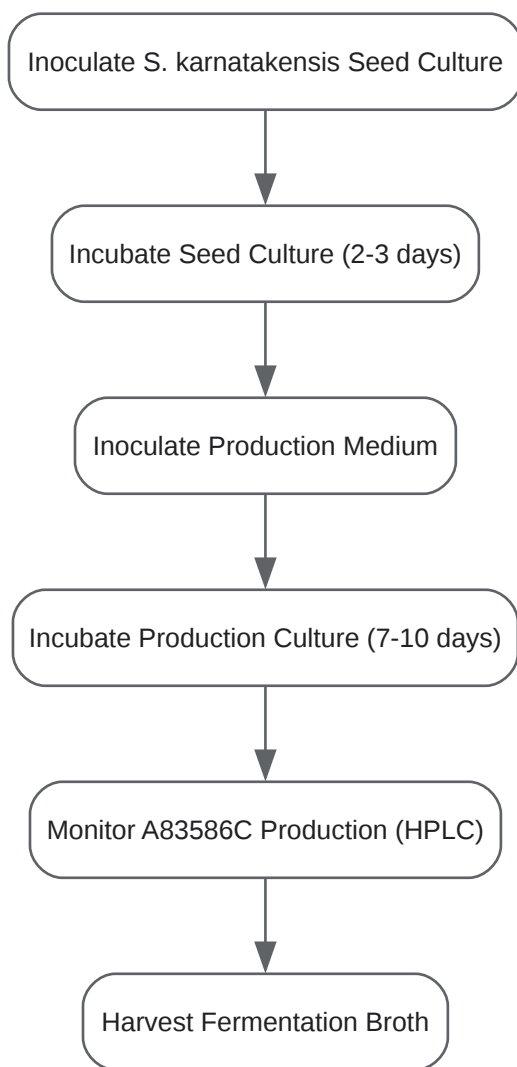 Inoculate S. karnatakensis Seed Culture
Incubate Seed Culture (2-3 days)
Inoculate Production Medium
Incubate Production Culture (7-10 days)
Monitor A83586C Production (HPLC)
Harvest Fermentation Broth